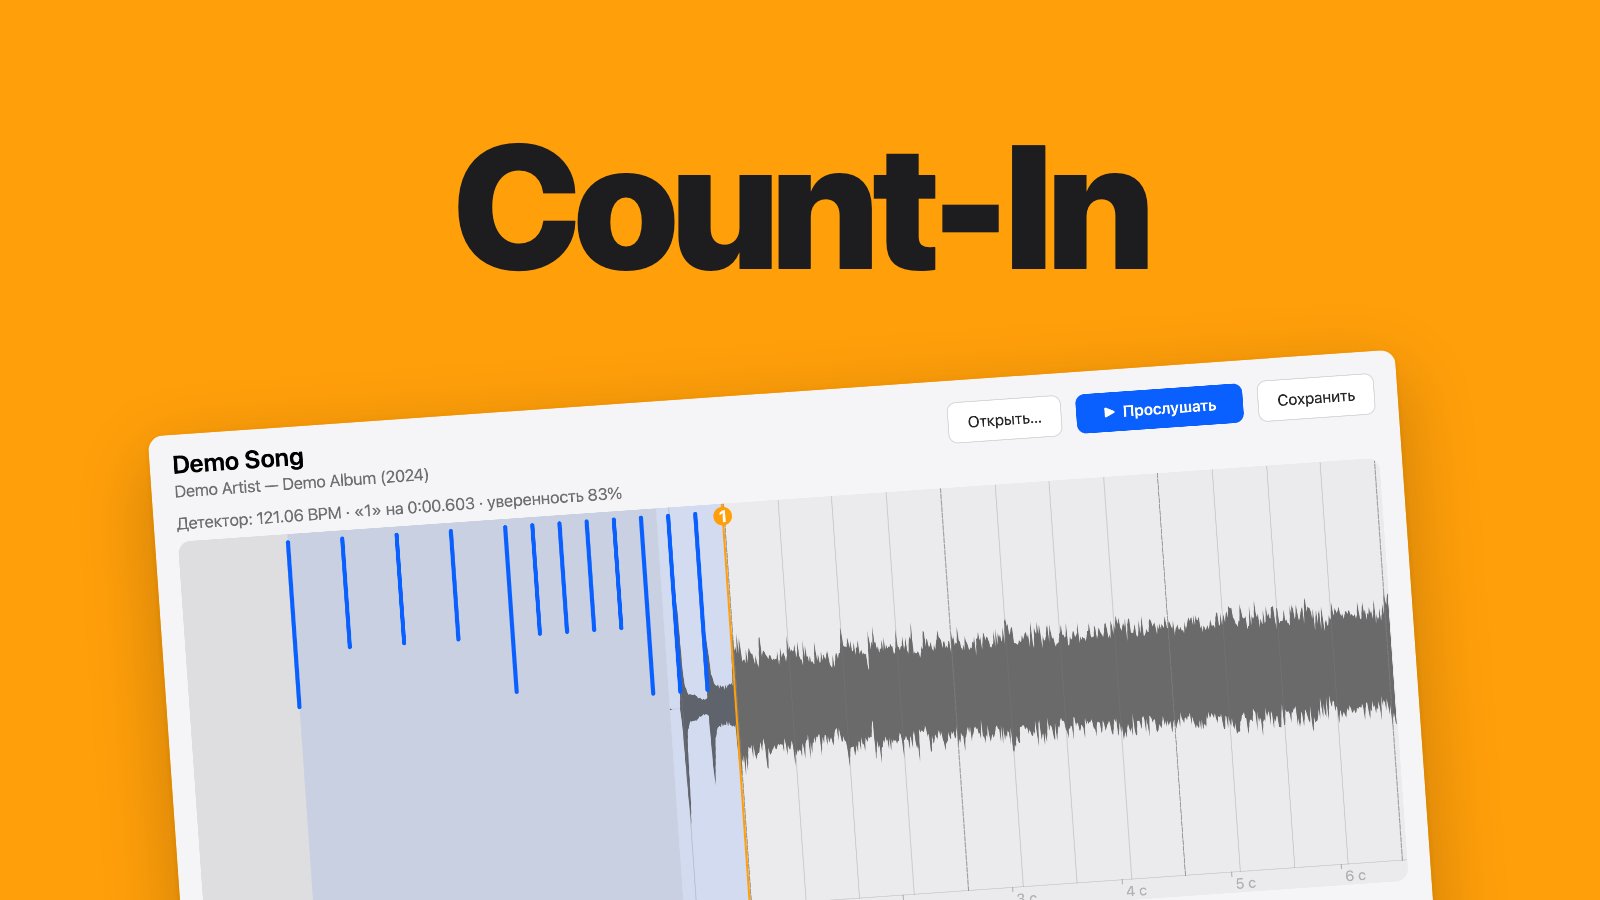 Count-In
Открыть...
▶ Прослушать
Сохранить
Demo Song
Demo Artist — Demo Album (2024)
Детектор: 121.06 BPM · «1» на 0:00.603 · уверенность 83%
1
3 с
4 с
5 с
6 с